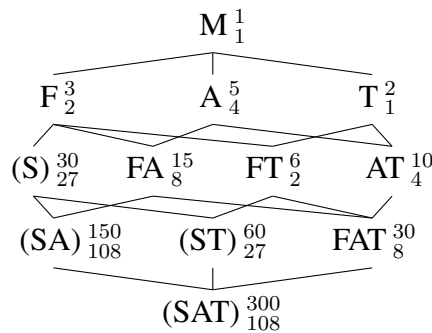 M 1 1
F 3 2 A 5 4 T 2 1
(S) 30 27 FA 15 8 FT 6 2 AT 10 4
(SA) 150 108 (ST) 60 27 FAT 30 8
(SAT) 300 108